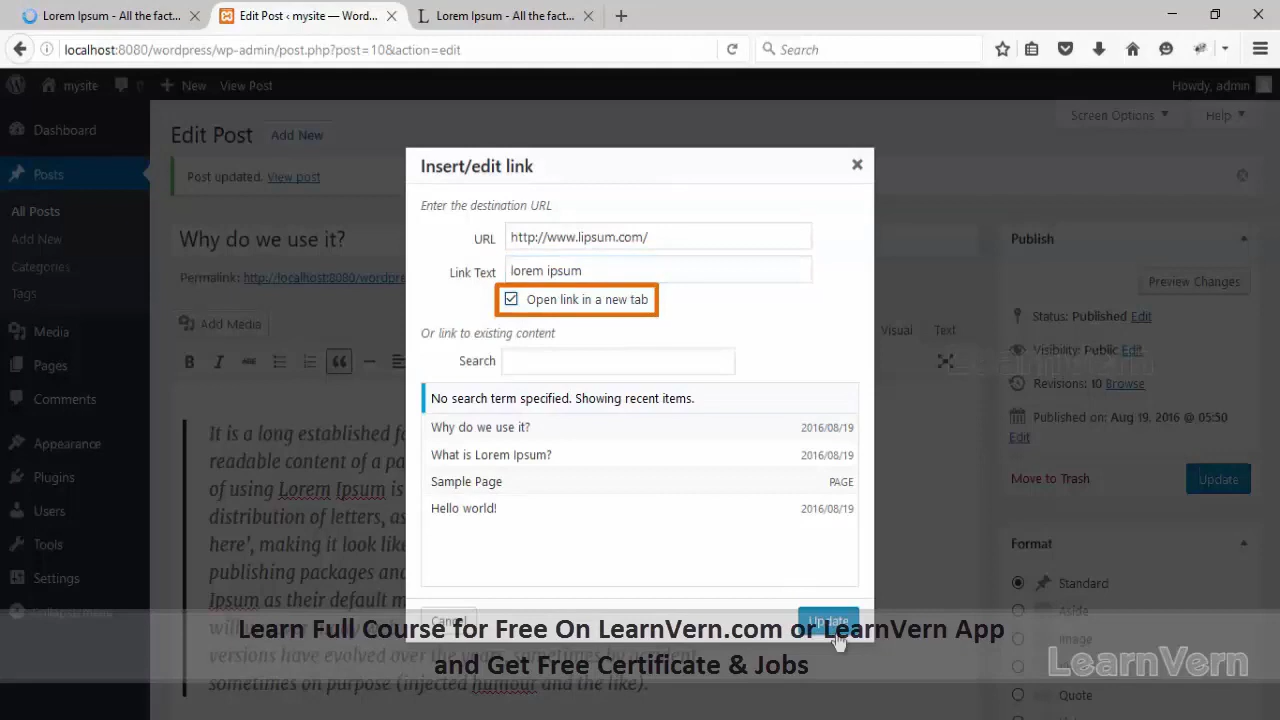 Lorem Ipsum - All the fact...
Edit Post ‹ mysite — Wor...
Lorem Ipsum - All the fact...
localhost:8080/wordpress/wp-admin/post.php?post=10&action=edit
Search
mysite
New
View Post
Howdy, admin
Dashboard
Posts
All Posts
Add New
Categories
Tags
Media
Pages
Comments
Appearance
Plugins
Users
Tools
Settings
Edit Post
Add New
Screen Options
Help
Post updated. View post
Why do we use it?
Permalink: http://localhost:8080/wordpre
Add Media
Visual
Text
It is a long established fa
readable content of a pa
of using Lorem Ipsum is
distribution of letters, as
here', making it look like
publishing packages and
Ipsum as their default m
versions have evolved over the years, sometimes by accident,
sometimes on purpose (injected humour and the like).
Insert/edit link
Enter the destination URL
URL
http://www.lipsum.com/
Link Text
lorem ipsum
Open link in a new tab
Or link to existing content
Search
No search term specified. Showing recent items.
Why do we use it? 2016/08/19
What is Lorem Ipsum? 2016/08/19
Sample Page PAGE
Hello world! 2016/08/19
Cancel
Update
Publish
Preview Changes
Status: Published Edit
Visibility: Public Edit
Revisions: 10 Browse
Published on: Aug 19, 2016 @ 05:50
Edit
Move to Trash
Update
Format
Standard
Aside
Image
Quote
Learn Full Course for Free On LearnVern.com or LearnVern App
and Get Free Certificate & Jobs
LearnVern